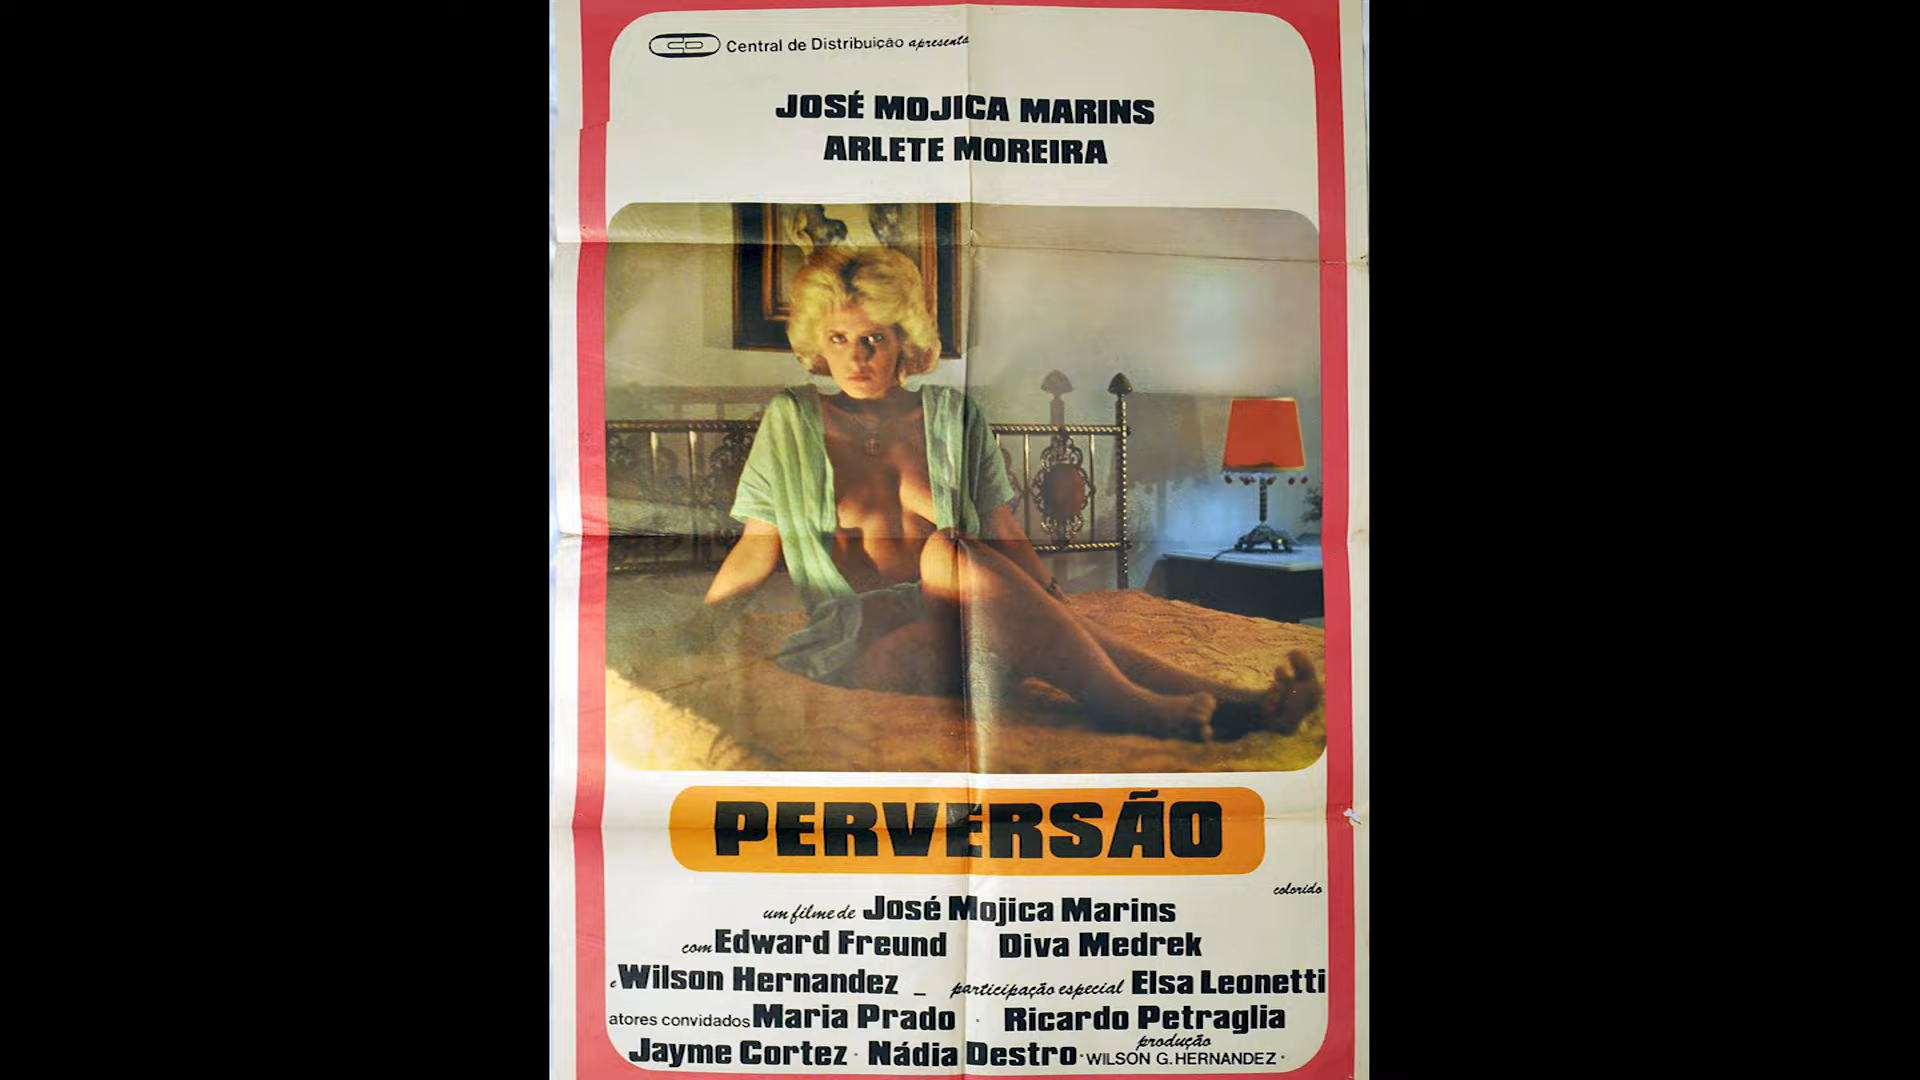 CD Central de Distribuição apresenta
JOSÉ MOJICA MARINS
ARLETE MOREIRA
PERVERSÃO
colorido
um filme de José Mojica Marins
com Edward Freund Diva Medrek
e Wilson Hernandez _ participação especial Elsa Leonetti
atores convidados Maria Prado · Ricardo Petraglia
Jayme Cortez · Nádia Destro · produção WILSON G. HERNANDEZ ·